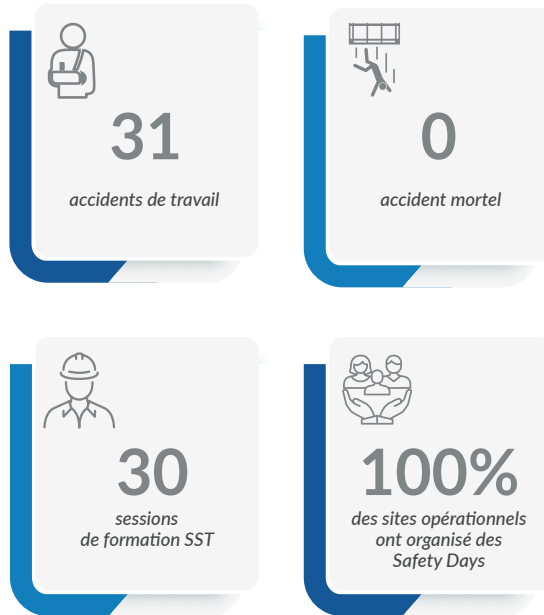 31
accidents de travail
0
accident mortel
30
sessions
de formation SST
100%
des sites opérationnels
ont organisé des
Safety Days